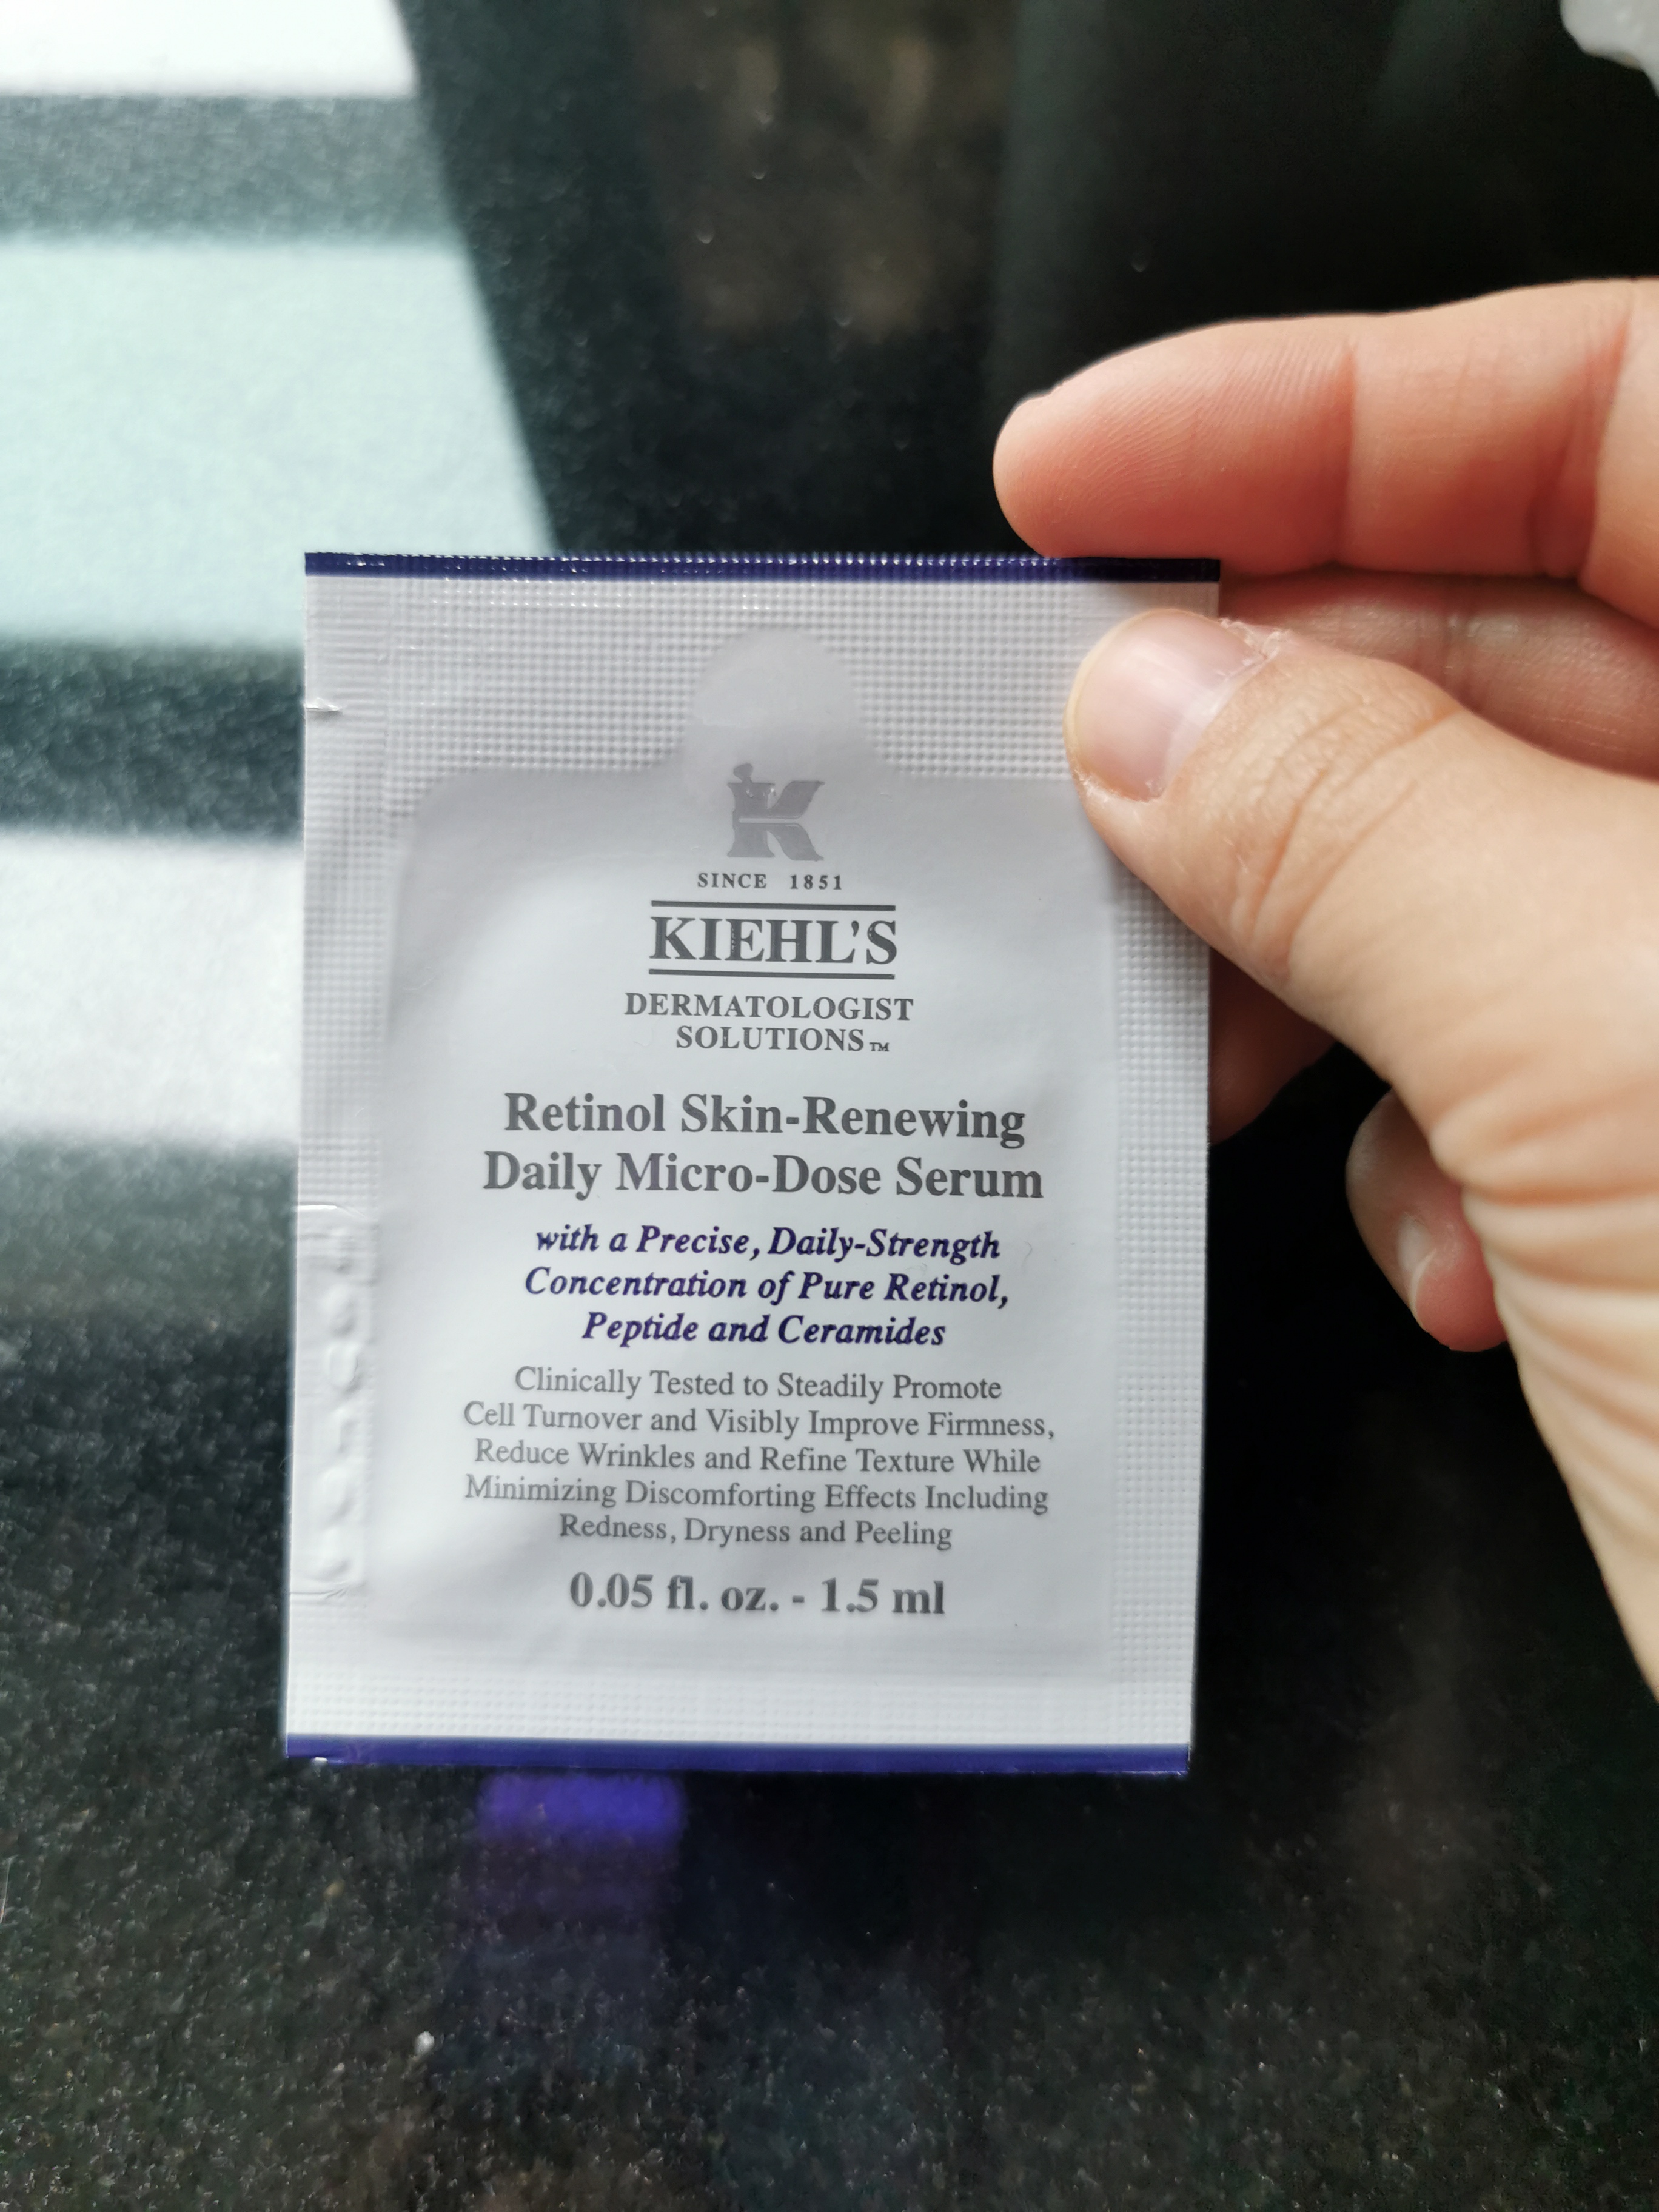 K
SINCE 1851
KIEHL'S
DERMATOLOGIST
SOLUTIONS™
Retinol Skin-Renewing
Daily Micro-Dose Serum
with a Precise, Daily-Strength
Concentration of Pure Retinol,
Peptide and Ceramides
Clinically Tested to Steadily Promote
Cell Turnover and Visibly Improve Firmness,
Reduce Wrinkles and Refine Texture While
Minimizing Discomforting Effects Including
Redness, Dryness and Peeling
0.05 fl. oz. - 1.5 ml